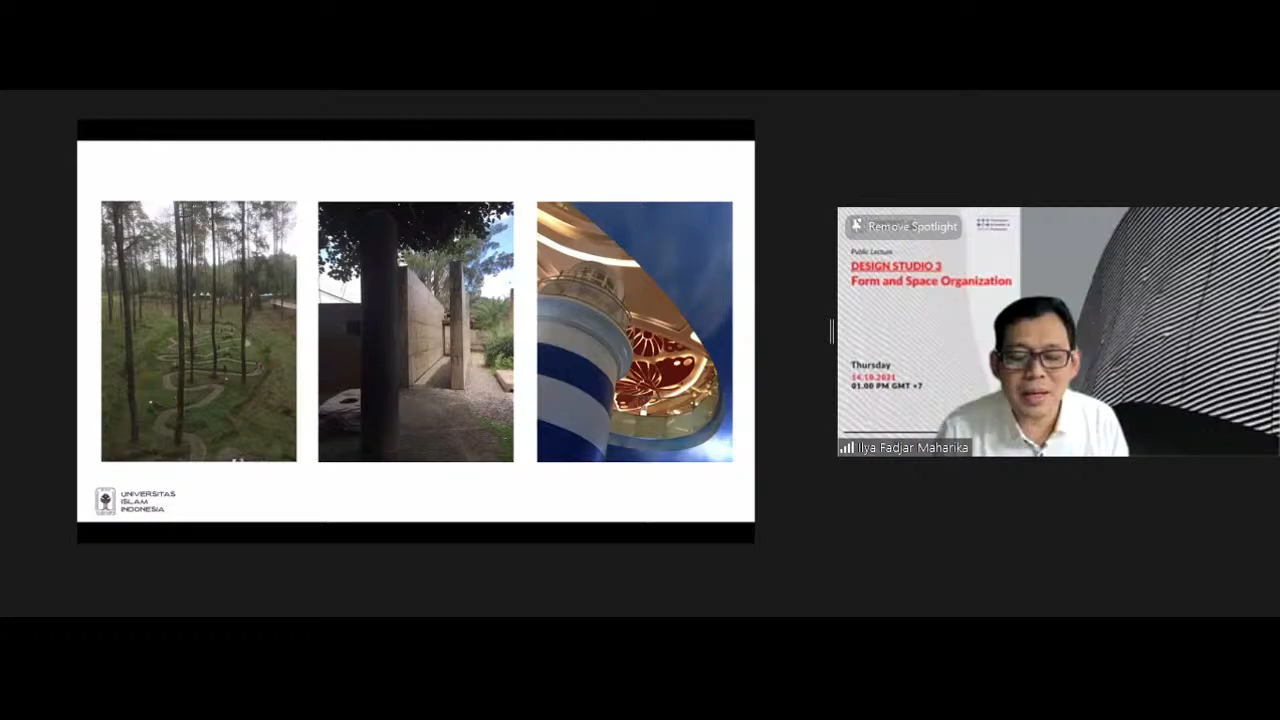 UNIVERSITAS
ISLAM
INDONESIA
Remove Spotlight
Public Lecture
DESIGN STUDIO 3
Form and Space Organization
Thursday
14.10.2021
01.00 PM GMT +7
Ilya Fadjar Maharika